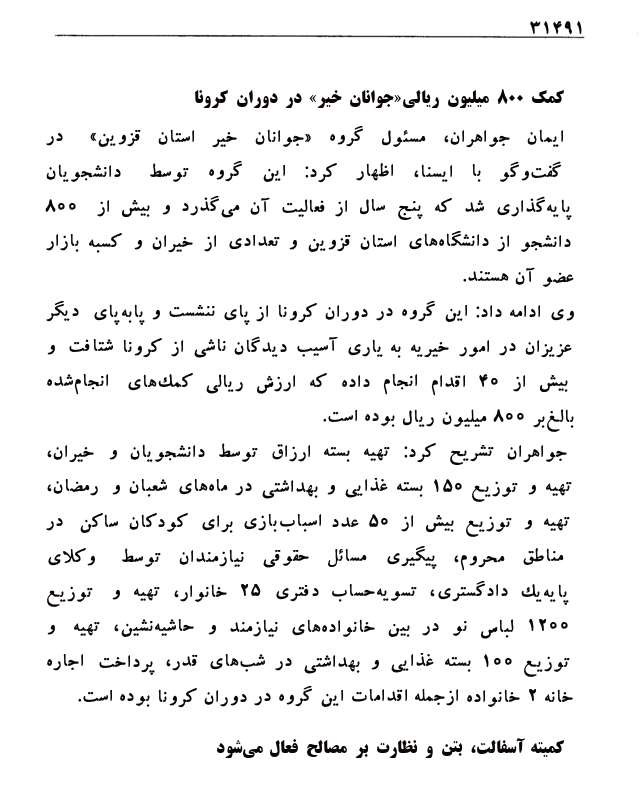 ۳۱۴۹۱
کمک ۸۰۰ میلیون ریالی«جوانان خیر» در دوران کرونا
ایمان جواهران، مسئول گروه «جوانان خیر استان قزوین» در
گفت‌وگو با ایسنا، اظهار کرد: این گروه توسط دانشجویان
پایه‌گذاری شد که پنج سال از فعالیت آن می‌گذرد و بیش از ۸۰۰
دانشجو از دانشگاه‌های استان قزوین و تعدادی از خیران و کسبه بازار
عضو آن هستند.
وی ادامه داد: این گروه در دوران کرونا از پای ننشست و پابه‌پای دیگر
عزیزان در امور خیریه به یاری آسیب دیدگان ناشی از کرونا شتافت و
بیش از ۴۰ اقدام انجام داده که ارزش ریالی کمك‌های انجام‌شده
بالغ‌بر ۸۰۰ میلیون ریال بوده است.
جواهران تشریح کرد: تهیه بسته ارزاق توسط دانشجویان و خیران،
تهیه و توزیع ۱۵۰ بسته غذایی و بهداشتی در ماه‌های شعبان و رمضان،
تهیه و توزیع بیش از ۵۰ عدد اسباب‌بازی برای کودکان ساکن در
مناطق محروم، پیگیری مسائل حقوقی نیازمندان توسط وکلای
پایه‌یك دادگستری، تسویه‌حساب دفتری ۲۵ خانوار، تهیه و توزیع
۱۲۰۰ لباس نو در بین خانواده‌های نیازمند و حاشیه‌نشین، تهیه و
توزیع ۱۰۰ بسته غذایی و بهداشتی در شب‌های قدر، پرداخت اجاره
خانه ۲ خانواده ازجمله اقدامات این گروه در دوران کرونا بوده است.
کمیته آسفالت، بتن و نظارت بر مصالح فعال می‌شود